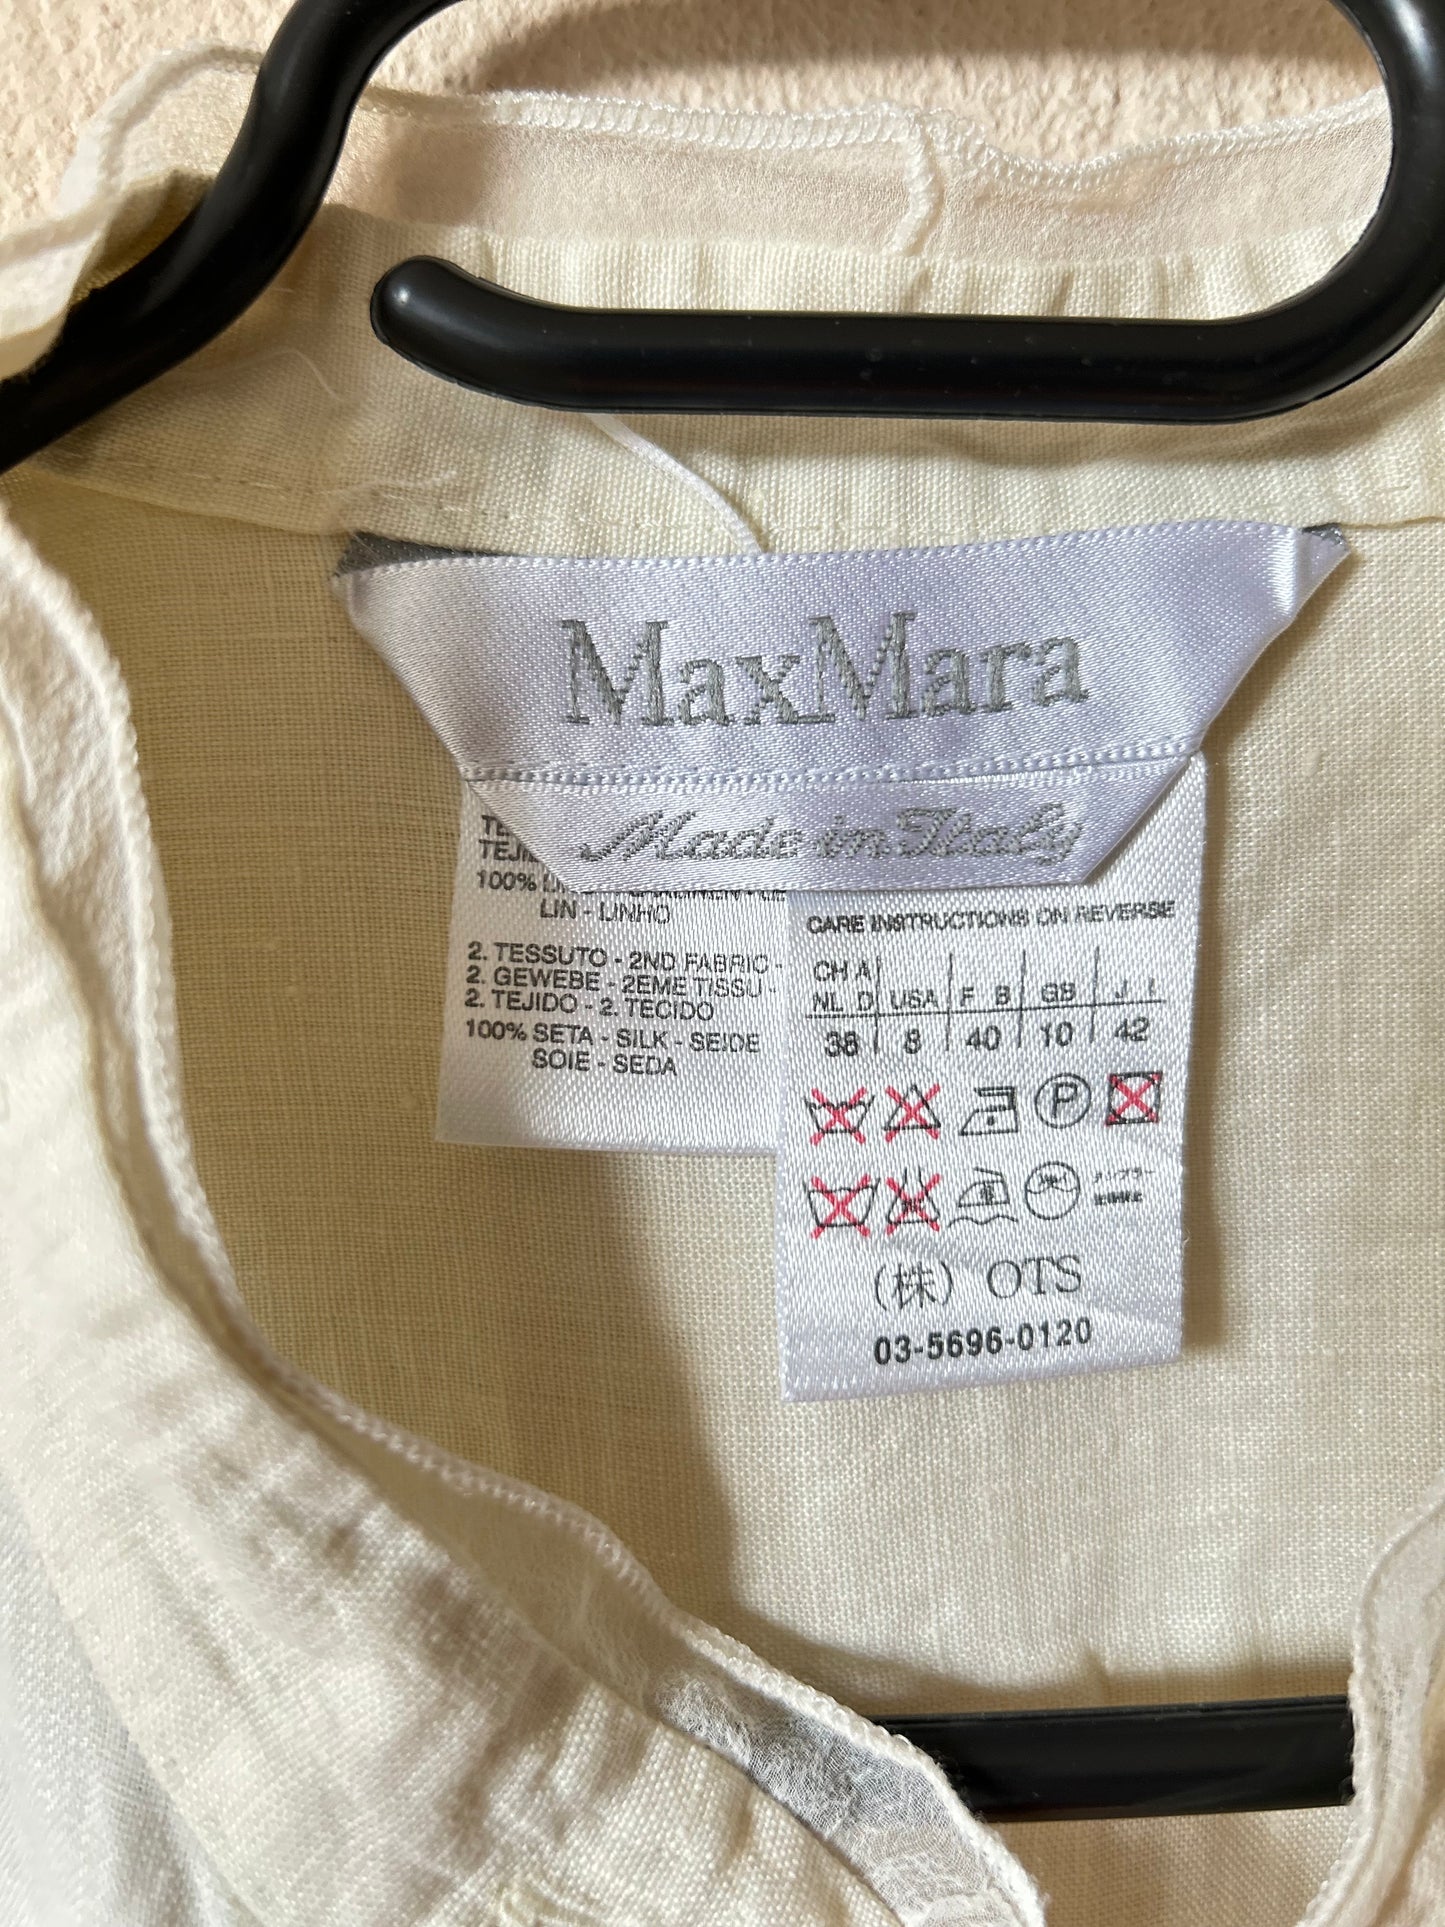 MaxMara
Made in Italy
100%
LIN - LINHO
2. TESSUTO - 2ND FABRIC -
2. GEWEBE - 2EME TISSU -
2. TEJIDO - 2. TECIDO
100% SETA - SILK - SEIDE
SOIE - SEDA
CARE INSTRUCTIONS ON REVERSE
CH A
NL D USA F B GB J I
38 8 40 10 42
P
(株) OTS
03-5696-0120